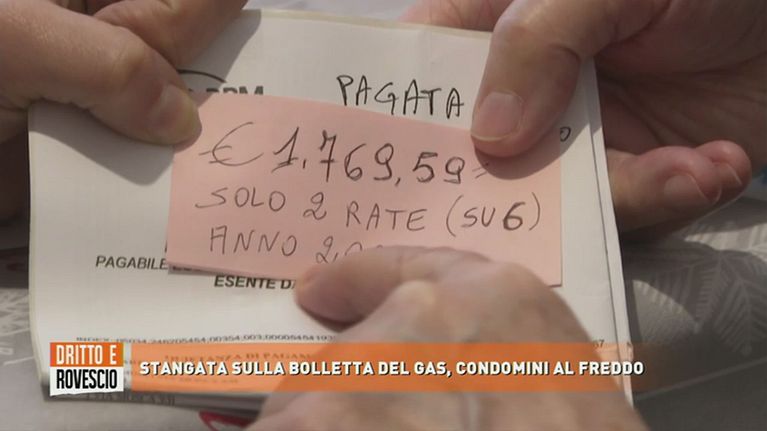 PAGATA
€ 1.769,59=
SOLO 2 RATE (SU 6)
ANNO
PAGABILE
ESENTE DA
DRITTO E
ROVESCIO
STANGATA SULLA BOLLETTA DEL GAS, CONDOMINI AL FREDDO